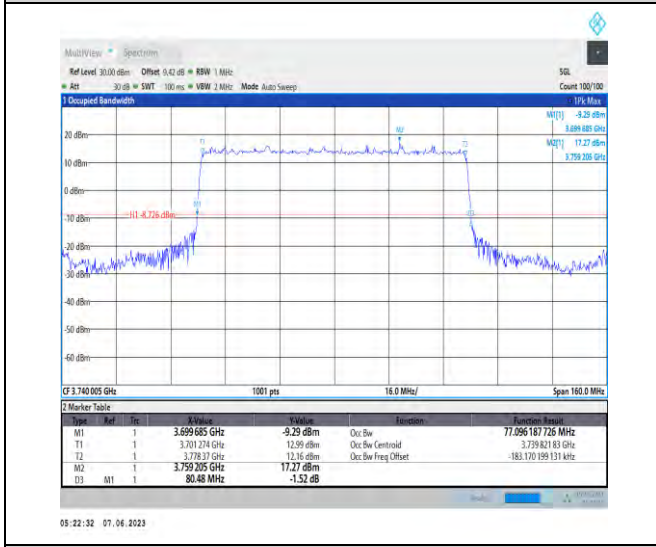 MultiView Spectrum
Ref Level 30.00 dBm Offset 9.42 dB RBW 1 MHz SGL
Att 30 dB SWT 100 ms VBW 2 MHz Mode Auto Sweep Count 100/100
1 Occupied Bandwidth 1Pk Max
M1[1] -9.29 dBm
3.699 685 GHz
M2[1] 17.27 dBm
3.759 205 GHz
20 dBm
10 dBm
0 dBm
-10 dBm
H1 -8.726 dBm
-20 dBm
-30 dBm
-40 dBm
-50 dBm
-60 dBm
T1
M2
T2
M1
D3
CF 3.740 005 GHz 1001 pts 16.0 MHz/ Span 160.0 MHz
2 Marker Table
Type Ref Trc X-Value Y-Value Function Function Result
M1 1 3.699 685 GHz -9.29 dBm Occ Bw 77.096 187 726 MHz
T1 1 3.701 274 GHz 12.99 dBm Occ Bw Centroid 3.739 821 83 GHz
T2 1 3.778 37 GHz 12.16 dBm Occ Bw Freq Offset -183.170 199 131 kHz
M2 1 3.759 205 GHz 17.27 dBm
D3 M1 1 80.48 MHz -1.52 dB
05:22:32 07.06.2023